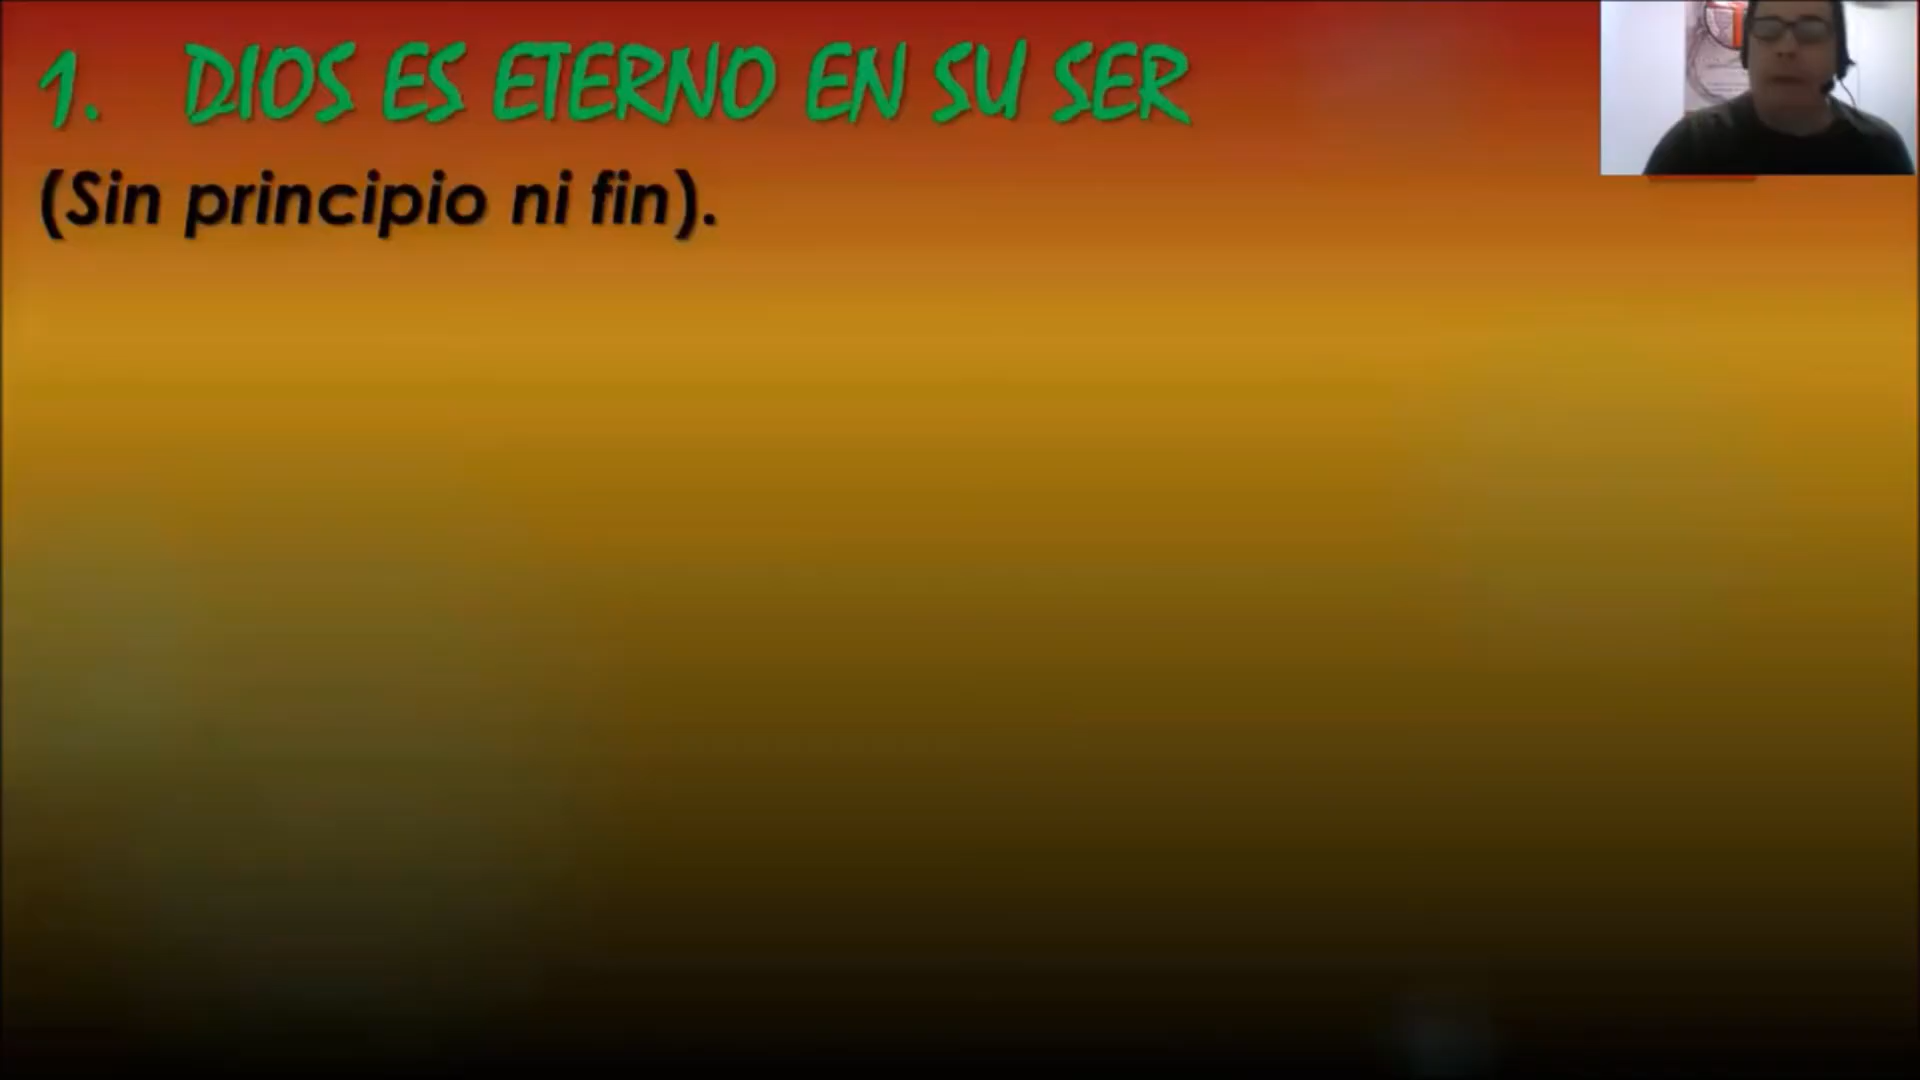 1. DIOS ES ETERNO EN SU SER
(Sin principio ni fin).